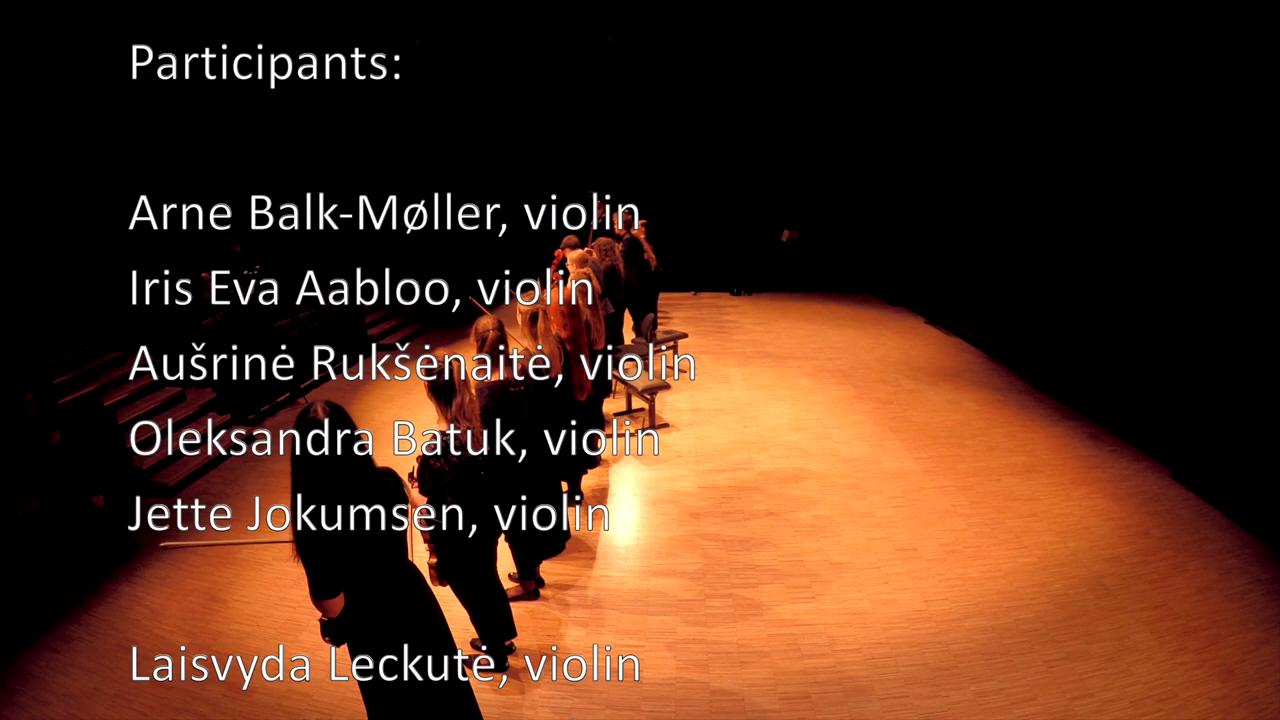 Participants:
Arne Balk-Møller, violin
Iris Eva Aabloo, violin
Aušrinė Rukšėnaitė, violin
Oleksandra Batuk, violin
Jette Jokumsen, violin
Laisvyda Leckutė, violin